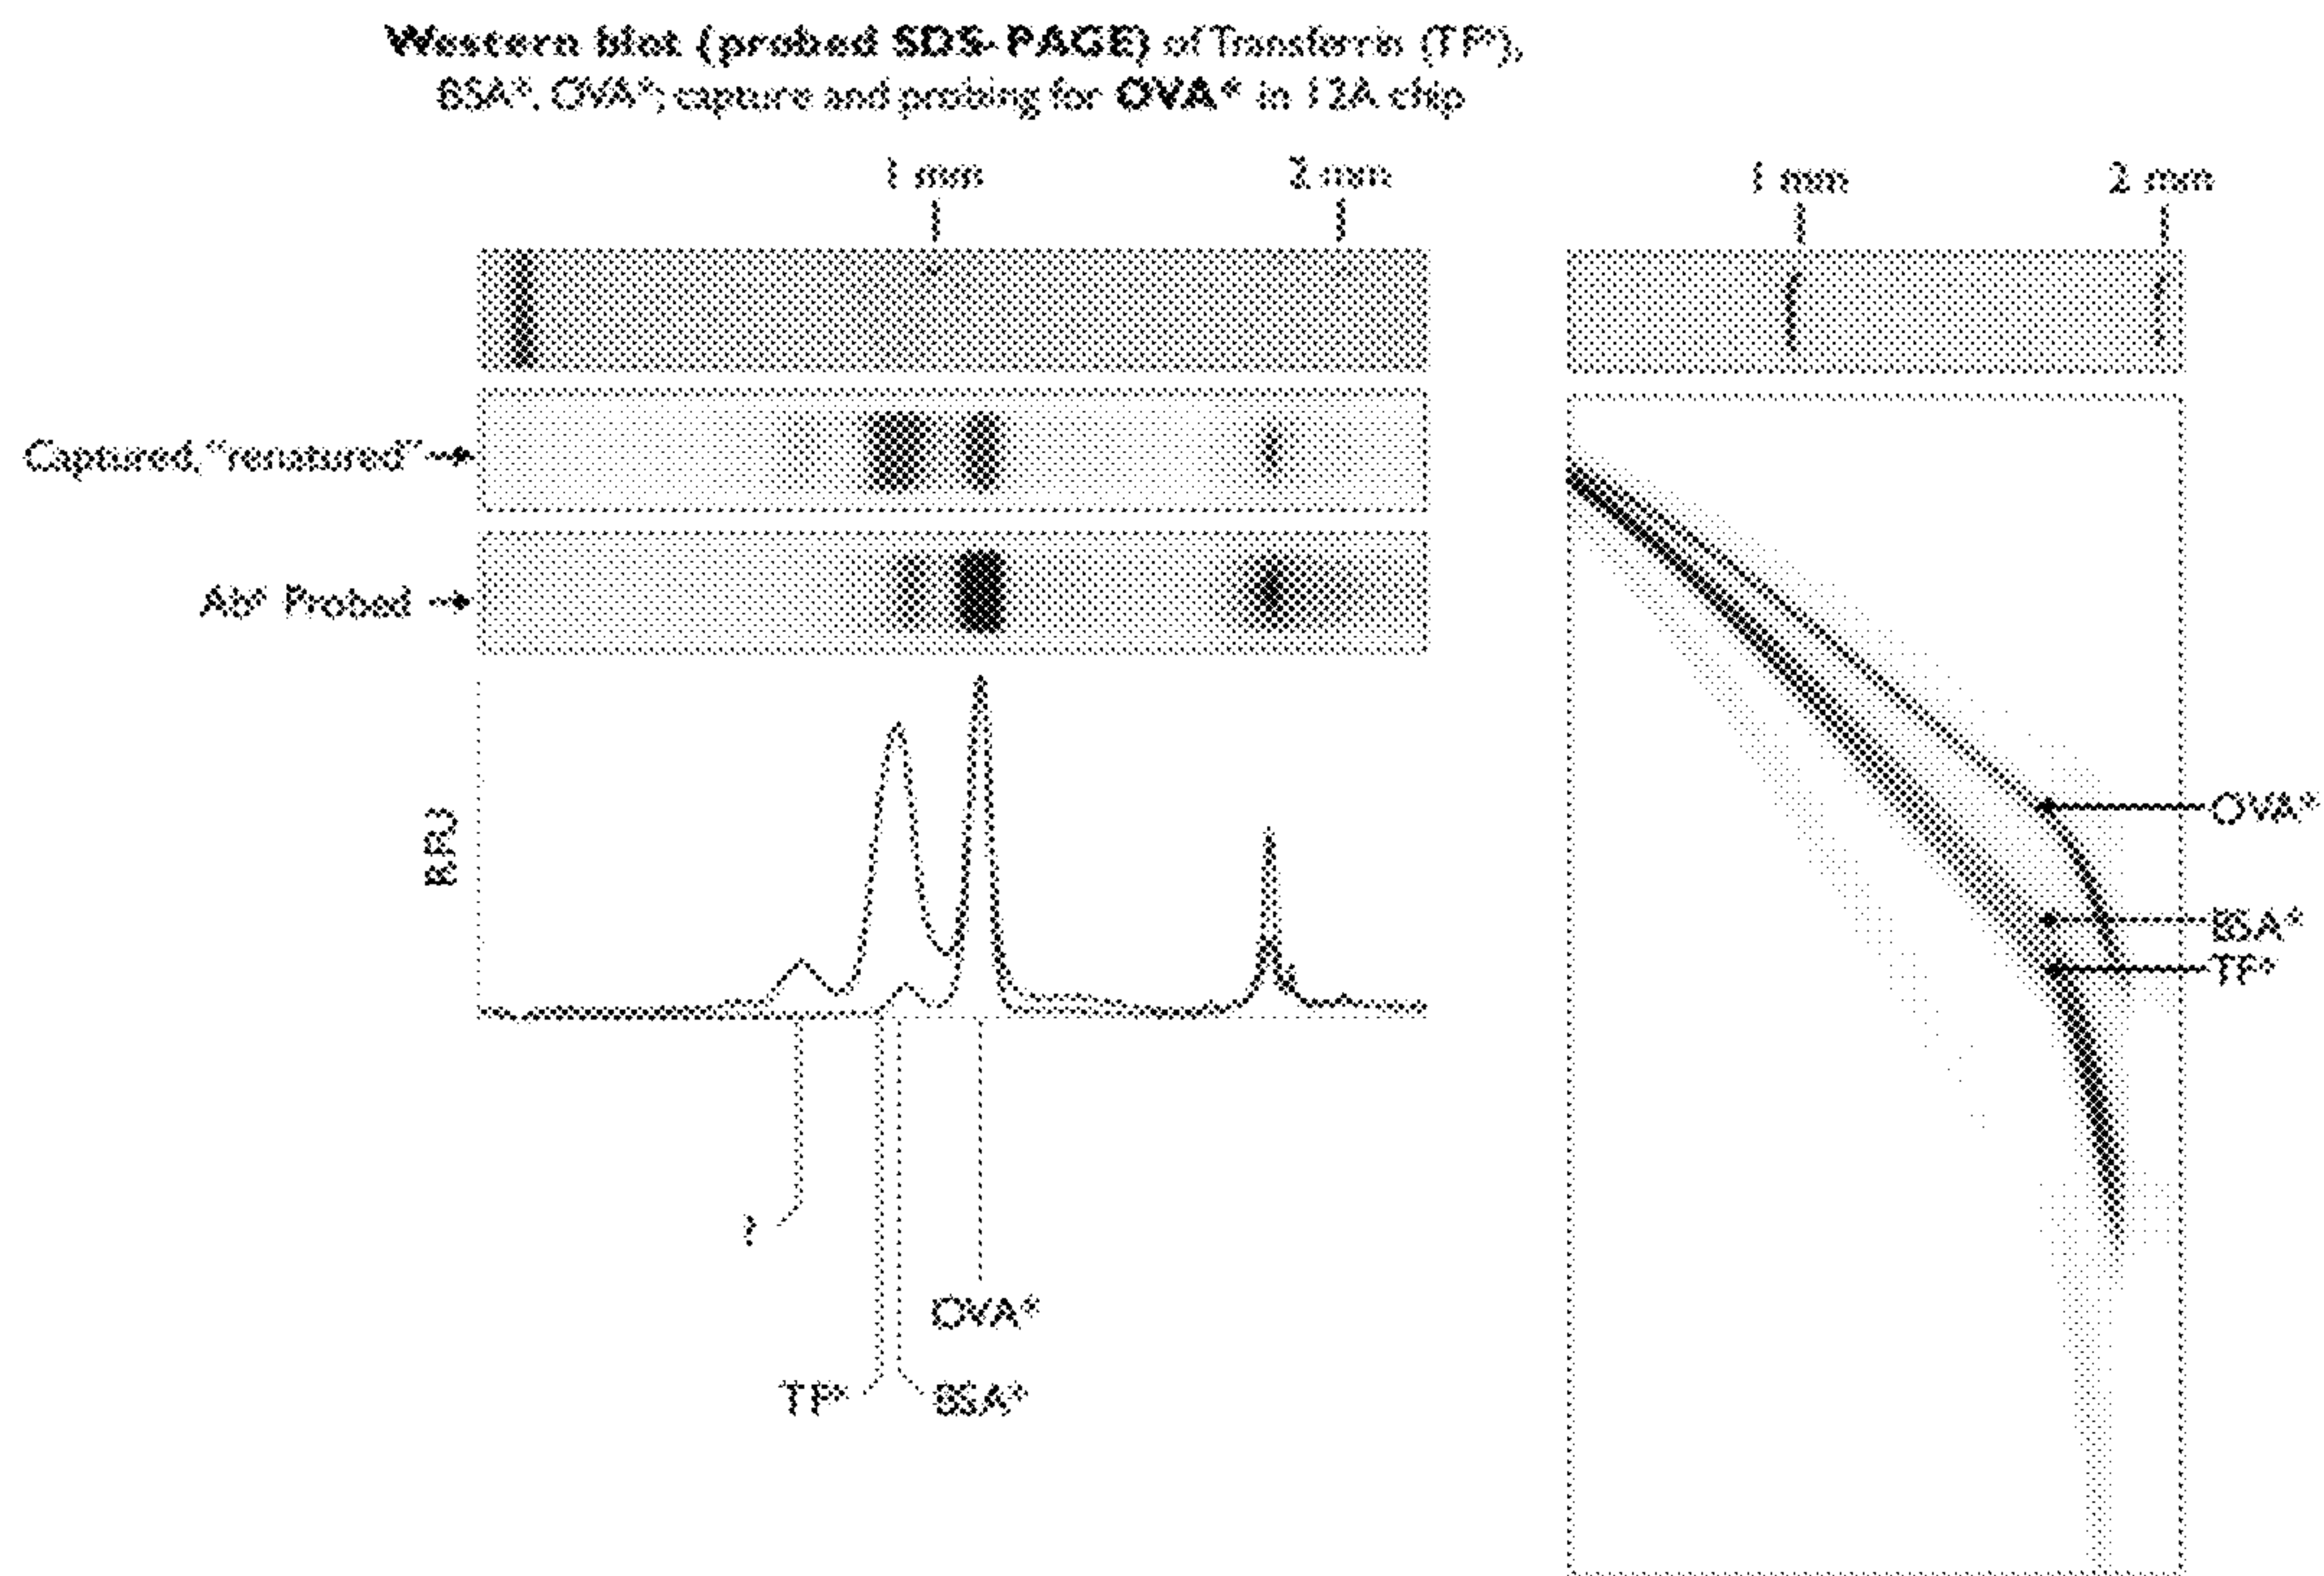 Western blot (probed SDS-PAGE) of Transferrin (TF*),
BSA*, OVA*; capture and probing for OVA* in 12A chip
1 mm
2 mm
1 mm
2 mm
Captured, "renatured"
Ab* Probed
RFU
OVA*
BSA*
TF*
?
OVA*
TF*
BSA*